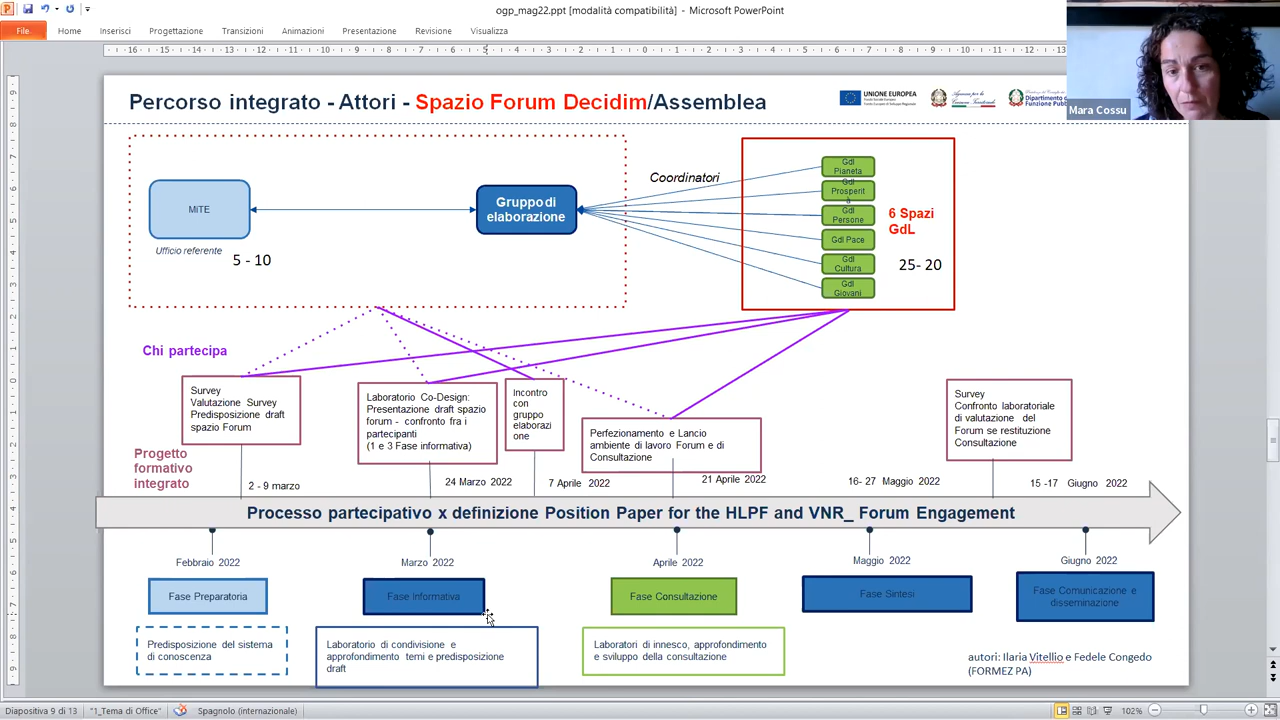 ogp_mag22.ppt [modalità compatibilità] - Microsoft PowerPoint
File
Home
Inserisci
Progettazione
Transizioni
Animazioni
Presentazione
Revisione
Visualizza
Mara Cossu
Percorso integrato - Attori - Spazio Forum Decidim/Assemblea
UNIONE EUROPEA
Coordinatori
MiTE
Ufficio referente
5 - 10
Gruppo di
elaborazione
Gdl
Pianeta
Gdl
Prosperit
à
Gdl
Persone
Gdl Pace
Gdl
Cultura
Gdl
Giovani
6 Spazi
GdL
25- 20
Chi partecipa
Survey
Valutazione Survey
Predisposizione draft
spazio Forum
Laboratorio Co-Design:
Presentazione draft spazio
forum - confronto fra i
partecipanti
(1 e 3 Fase informativa)
Incontro
con
gruppo
elaborazi
one
Perfezionamento e Lancio
ambiente di lavoro Forum e di
Consultazione
Survey
Confronto laboratoriale
di valutazione del
Forum se restituzione
Consultazione
Progetto
formativo
integrato
2 - 9 marzo
24 Marzo 2022
7 Aprile 2022
21 Aprile 2022
16- 27 Maggio 2022
15 -17 Giugno 2022
Processo partecipativo x definizione Position Paper for the HLPF and VNR_ Forum Engagement
Febbraio 2022
Marzo 2022
Aprile 2022
Maggio 2022
Giugno 2022
Fase Preparatoria
Fase Informativa
Fase Consultazione
Fase Sintesi
Fase Comunicazione e
disseminazione
Predisposizione del sistema
di conoscenza
Laboratorio di condivisione e
approfondimento temi e predisposizione
draft
Laboratori di innesco, approfondimento
e sviluppo della consultazione
autori: Ilaria Vitellio e Fedele Congedo
(FORMEZ PA)
Diapositiva 9 di 13
"1_Tema di Office"
Spagnolo (internazionale)
102%